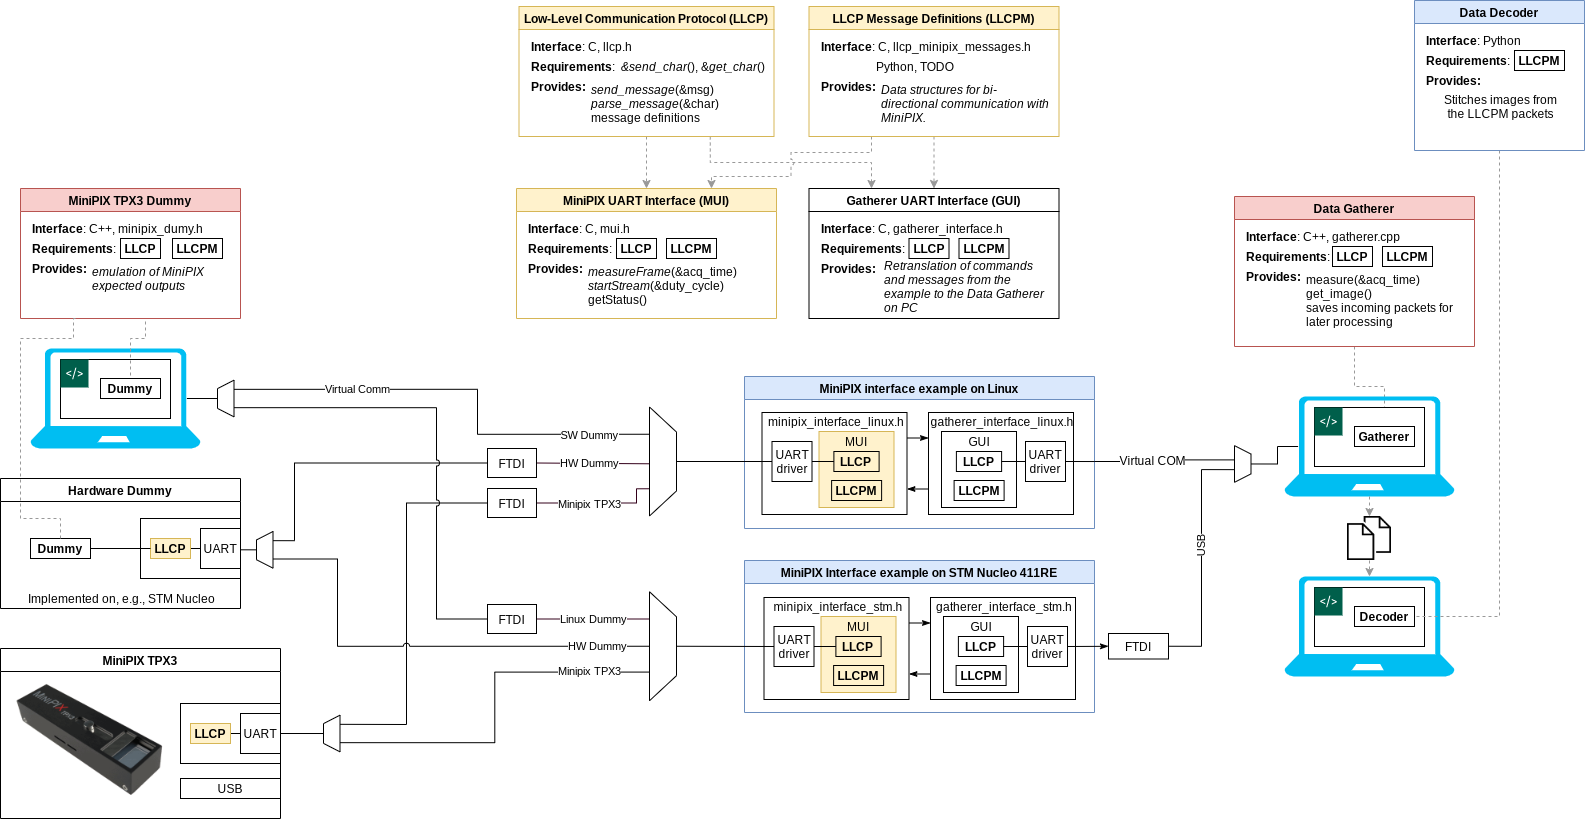 Low-Level Communication Protocol (LLCP)
Interface: C, llcp.h
Requirements: &send_char(), &get_char()
Provides: send_message(&msg)
parse_message(&char)
message definitions
LLCP Message Definitions (LLCPM)
Interface: C, llcp_minipix_messages.h
Python, TODO
Provides: Data structures for bi-
directional communication with
MiniPIX.
Data Decoder
Interface: Python
Requirements: LLCPM
Provides:
Stitches images from
the LLCPM packets
MiniPIX TPX3 Dummy
Interface: C++, minipix_dumy.h
Requirements: LLCP LLCPM
Provides: emulation of MiniPIX
expected outputs
MiniPIX UART Interface (MUI)
Interface: C, mui.h
Requirements: LLCP LLCPM
Provides: measureFrame(&acq_time)
startStream(&duty_cycle)
getStatus()
Gatherer UART Interface (GUI)
Interface: C, gatherer_interface.h
Requirements: LLCP LLCPM
Provides: Retranslation of commands
and messages from the
example to the Data Gatherer
on PC
Data Gatherer
Interface: C++, gatherer.cpp
Requirements: LLCP LLCPM
Provides: measure(&acq_time)
get_image()
saves incoming packets for
later processing
</>
Dummy
Virtual Comm
SW Dummy
FTDI
HW Dummy
FTDI
Minipix TPX3
Hardware Dummy
Dummy
LLCP
UART
Implemented on, e.g., STM Nucleo
FTDI
Linux Dummy
HW Dummy
Minipix TPX3
MiniPIX TPX3
MINIPIX
TPX3
LLCP
UART
USB
MiniPIX interface example on Linux
minipix_interface_linux.h
UART
driver
MUI
LLCP
LLCPM
gatherer_interface_linux.h
GUI
LLCP
LLCPM
UART
driver
MiniPIX Interface example on STM Nucleo 411RE
minipix_interface_stm.h
UART
driver
MUI
LLCP
LLCPM
gatherer_interface_stm.h
GUI
LLCP
LLCPM
UART
driver
Virtual COM
FTDI
USB
</>
Gatherer
</>
Decoder